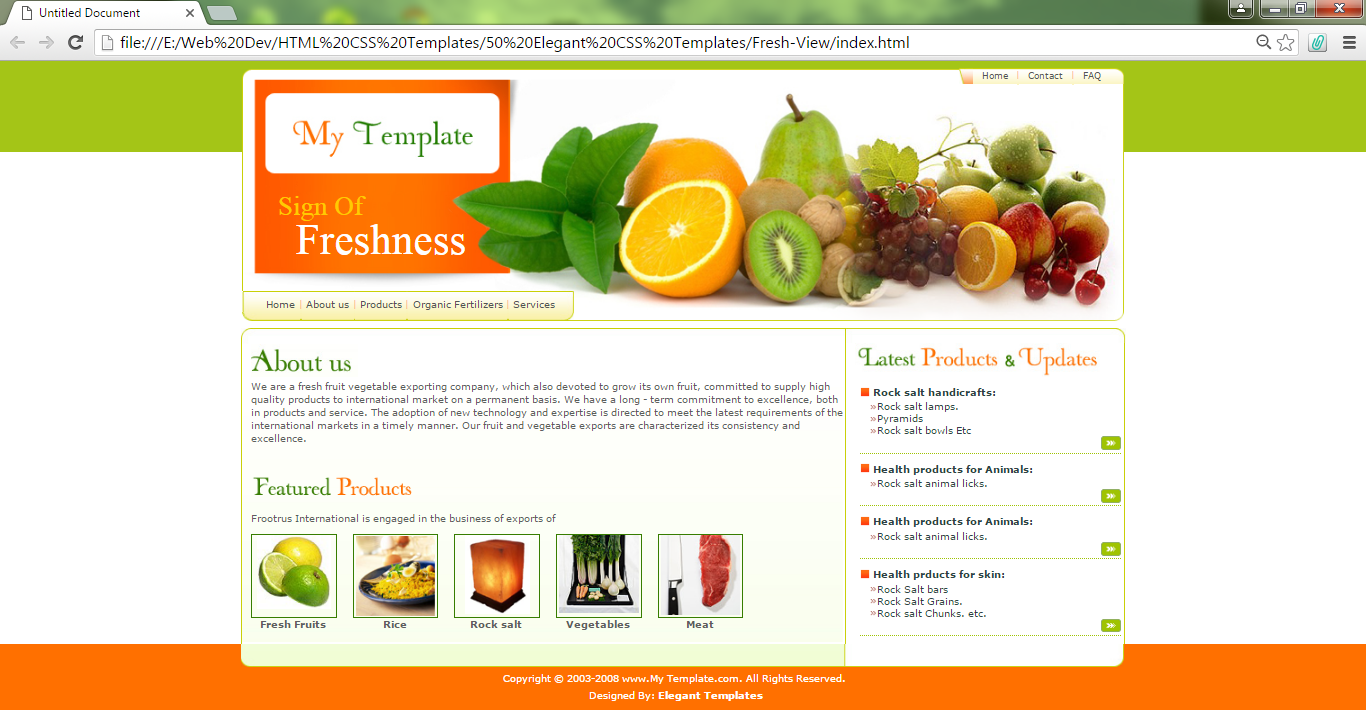 Untitled Document
file:///E:/Web%20Dev/HTML%20CSS%20Templates/50%20Elegant%20CSS%20Templates/Fresh-View/index.html
Home | Contact | FAQ
My Template
Sign Of
Freshness
Home | About us | Products | Organic Fertilizers | Services
About us
We are a fresh fruit vegetable exporting company, which also devoted to grow its own fruit, committed to supply high
quality products to international market on a permanent basis. We have a long - term commitment to excellence, both
in products and service. The adoption of new technology and expertise is directed to meet the latest requirements of the
international markets in a timely manner. Our fruit and vegetable exports are characterized its consistency and
excellence.
Featured Products
Frootrus International is engaged in the business of exports of
Fresh Fruits
Rice
Rock salt
Vegetables
Meat
Latest Products & Updates
Rock salt handicrafts:
»Rock salt lamps.
»Pyramids
»Rock salt bowls Etc
Health products for Animals:
»Rock salt animal licks.
Health products for Animals:
»Rock salt animal licks.
Health prducts for skin:
»Rock Salt bars
»Rock Salt Grains.
»Rock salt Chunks. etc.
Copyright © 2003-2008 www.My Template.com. All Rights Reserved.
Designed By: Elegant Templates